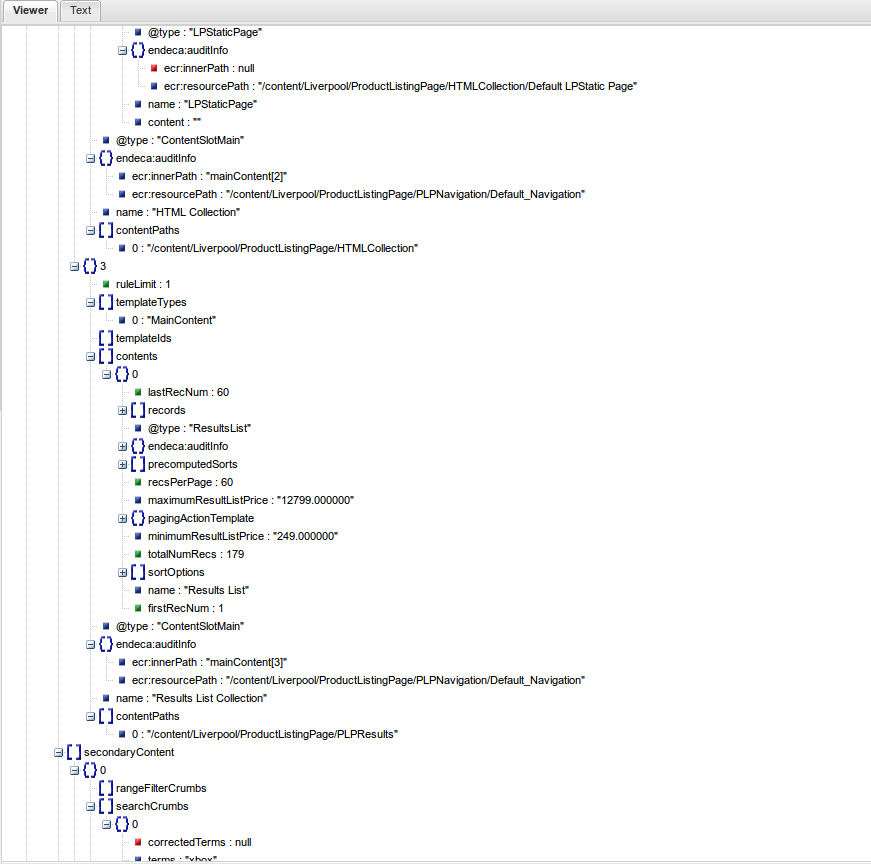 Viewer Text
@type : "LPStaticPage"
endeca:auditInfo
ecr:innerPath : null
ecr:resourcePath : "/content/Liverpool/ProductListingPage/HTMLCollection/Default LPStatic Page"
name : "LPStaticPage"
content : ""
@type : "ContentSlotMain"
endeca:auditInfo
ecr:innerPath : "mainContent[2]"
ecr:resourcePath : "/content/Liverpool/ProductListingPage/PLPNavigation/Default_Navigation"
name : "HTML Collection"
contentPaths
0 : "/content/Liverpool/ProductListingPage/HTMLCollection"
3
ruleLimit : 1
templateTypes
0 : "MainContent"
templateIds
contents
0
lastRecNum : 60
records
@type : "ResultsList"
endeca:auditInfo
precomputedSorts
recsPerPage : 60
maximumResultListPrice : "12799.000000"
pagingActionTemplate
minimumResultListPrice : "249.000000"
totalNumRecs : 179
sortOptions
name : "Results List"
firstRecNum : 1
@type : "ContentSlotMain"
endeca:auditInfo
ecr:innerPath : "mainContent[3]"
ecr:resourcePath : "/content/Liverpool/ProductListingPage/PLPNavigation/Default_Navigation"
name : "Results List Collection"
contentPaths
0 : "/content/Liverpool/ProductListingPage/PLPResults"
secondaryContent
0
rangeFilterCrumbs
searchCrumbs
0
correctedTerms : null
terms : "xbox"